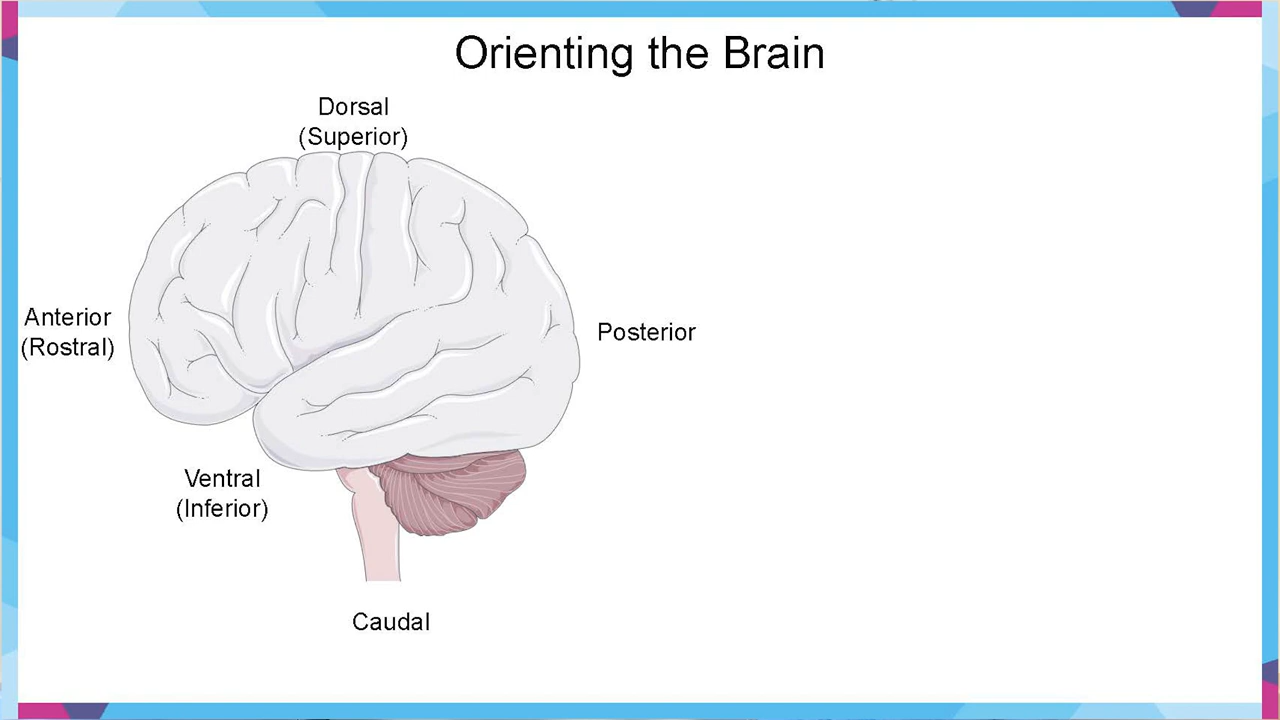 Orienting the Brain
Dorsal
(Superior)
Anterior
(Rostral)
Posterior
Ventral
(Inferior)
Caudal